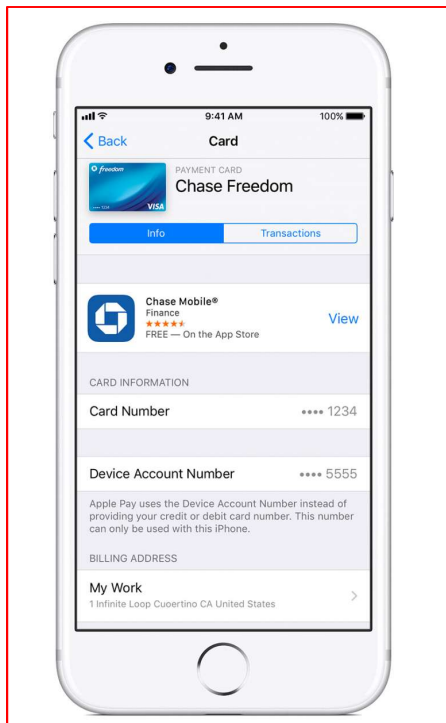 9:41 AM 100%
Back Card
freedom
PAYMENT CARD
Chase Freedom
•••• 1234 VISA
Info Transactions
Chase Mobile®
Finance
FREE — On the App Store
View
CARD INFORMATION
Card Number •••• 1234
Device Account Number •••• 5555
Apple Pay uses the Device Account Number instead of
providing your credit or debit card number. This number
can only be used with this iPhone.
BILLING ADDRESS
My Work
1 Infinite Loop Cuoertino CA United States